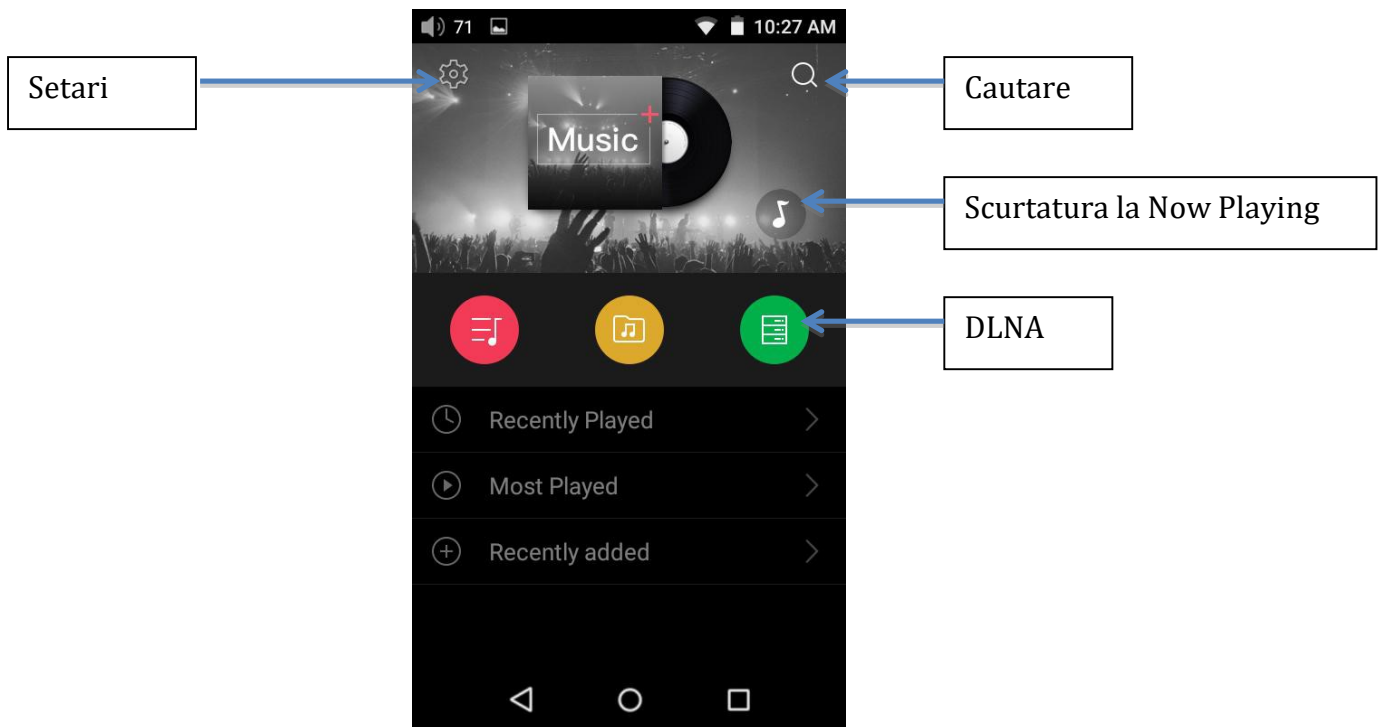 71
10:27 AM
Setari
Cautare
Music
Scurtatura la Now Playing
DLNA
Recently Played
Most Played
Recently added